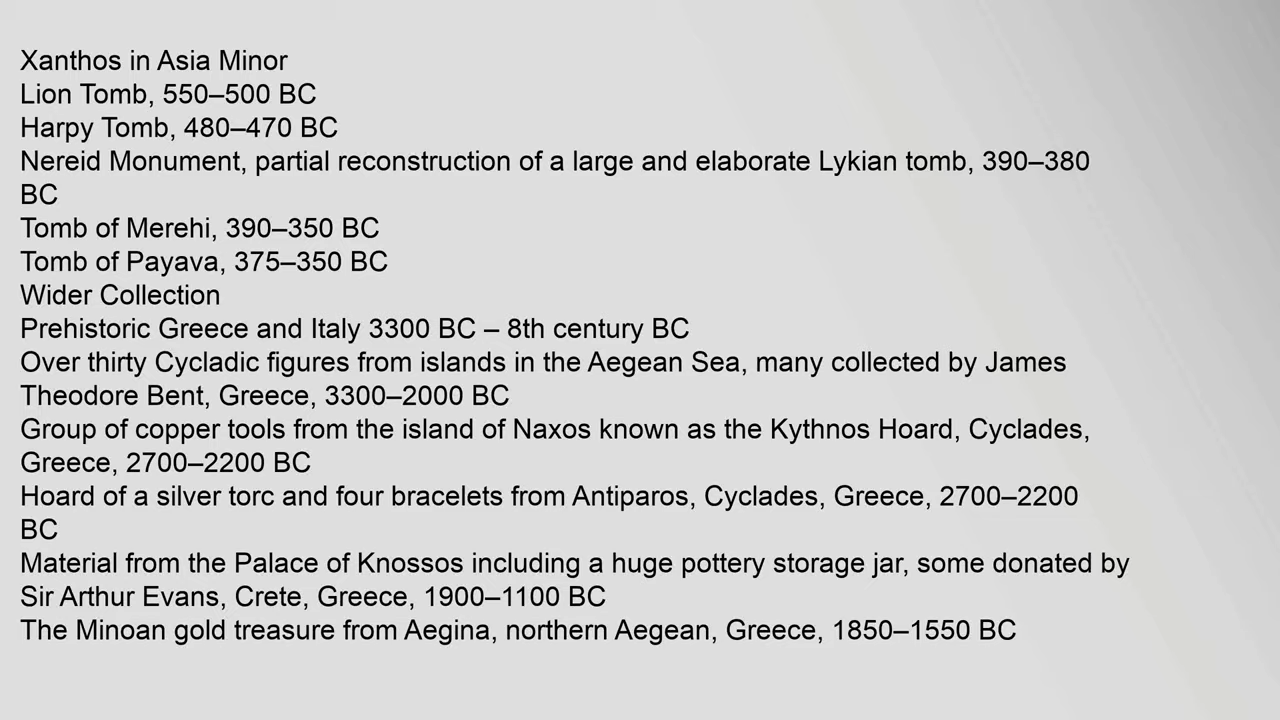 Xanthos in Asia Minor
Lion Tomb, 550–500 BC
Harpy Tomb, 480–470 BC
Nereid Monument, partial reconstruction of a large and elaborate Lykian tomb, 390–380
BC
Tomb of Merehi, 390–350 BC
Tomb of Payava, 375–350 BC
Wider Collection
Prehistoric Greece and Italy 3300 BC – 8th century BC
Over thirty Cycladic figures from islands in the Aegean Sea, many collected by James
Theodore Bent, Greece, 3300–2000 BC
Group of copper tools from the island of Naxos known as the Kythnos Hoard, Cyclades,
Greece, 2700–2200 BC
Hoard of a silver torc and four bracelets from Antiparos, Cyclades, Greece, 2700–2200
BC
Material from the Palace of Knossos including a huge pottery storage jar, some donated by
Sir Arthur Evans, Crete, Greece, 1900–1100 BC
The Minoan gold treasure from Aegina, northern Aegean, Greece, 1850–1550 BC